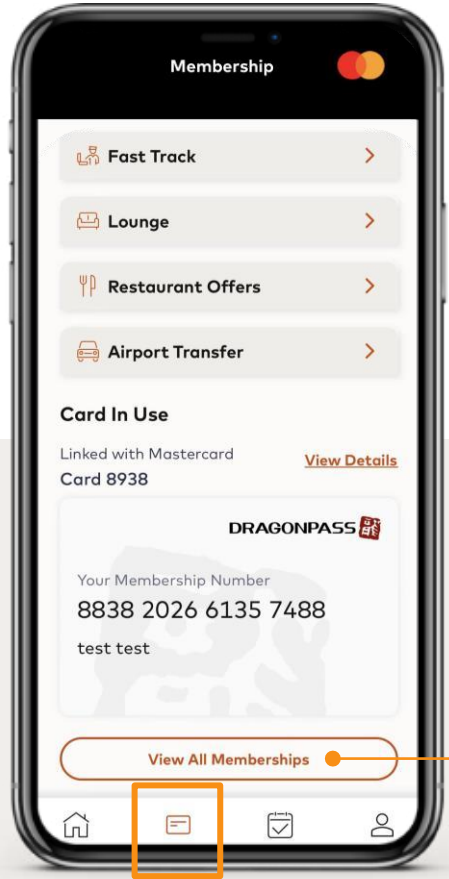 Membership
Fast Track
Lounge
Restaurant Offers
Airport Transfer
Card In Use
Linked with Mastercard
View Details
Card 8938
DRAGONPASS
Your Membership Number
8838 2026 6135 7488
test test
View All Memberships